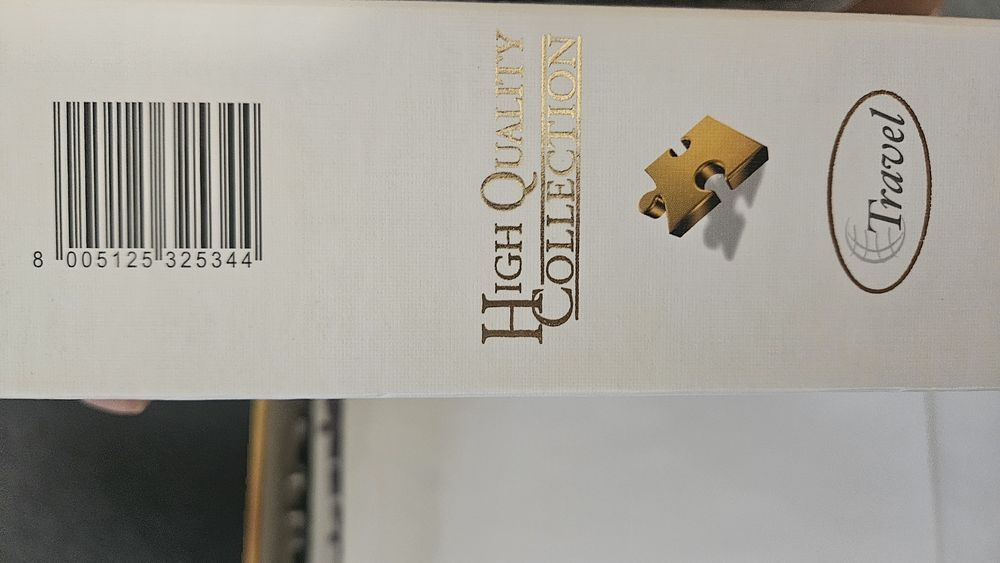 8 005125 325344
HIGH QUALITY
COLLECTION
Travel